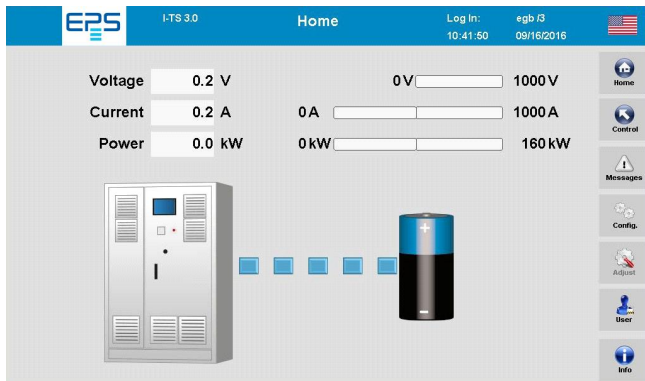 EPS
I-TS 3.0
Home
Log In:
egb /3
10:41:50
09/16/2016
Voltage 0.2 V
0V 1000V
Current 0.2 A
0A 1000A
Power 0.0 kW
0kW 160kW
Home
Control
Messages
Config.
Adjust
User
Info
+
-